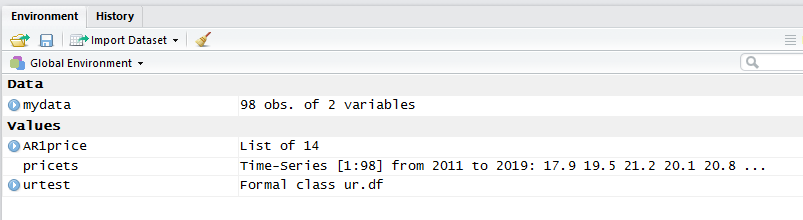 Environment History
Import Dataset
Global Environment
Data
mydata 98 obs. of 2 variables
Values
AR1price List of 14
pricets Time-Series [1:98] from 2011 to 2019: 17.9 19.5 21.2 20.1 20.8 ...
urtest Formal class ur.df